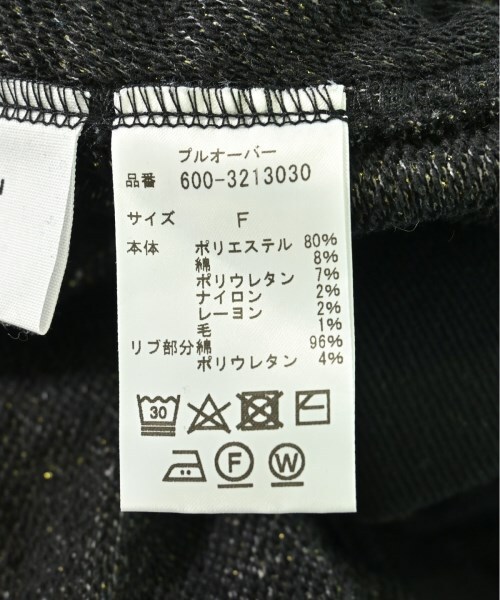 プルオーバー
品番 600-3213030
サイズ F
本体 ポリエステル 80%
綿 8%
ポリウレタン 7%
ナイロン 2%
レーヨン 2%
毛 1%
リブ部分綿 96%
ポリウレタン 4%
30
F W